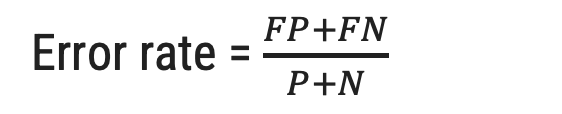 Error rate = FP+FN
P+N